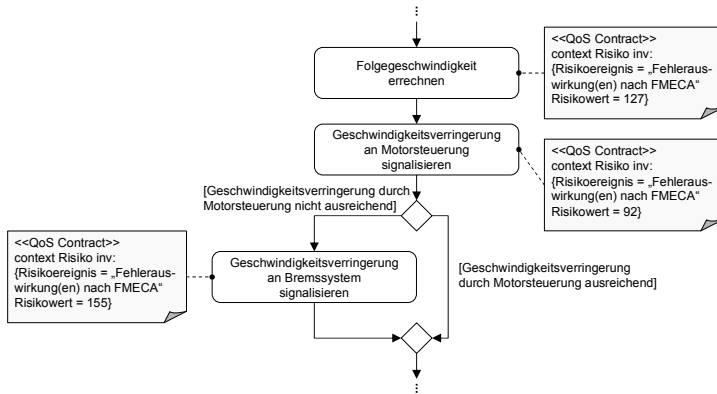 ⋮
Folgegeschwindigkeit
errechnen
<<QoS Contract>>
context Risiko inv:
{Risikoereignis = „Fehleraus-
wirkung(en) nach FMECA“
Risikowert = 127}
Geschwindigkeitsverringerung
an Motorsteuerung
signalisieren
<<QoS Contract>>
context Risiko inv:
{Risikoereignis = „Fehleraus-
wirkung(en) nach FMECA“
Risikowert = 92}
[Geschwindigkeitsverringerung durch
Motorsteuerung nicht ausreichend]
<<QoS Contract>>
context Risiko inv:
{Risikoereignis = „Fehleraus-
wirkung(en) nach FMECA“
Risikowert = 155}
Geschwindigkeitsverringerung
an Bremssystem
signalisieren
[Geschwindigkeitsverringerung
durch Motorsteuerung ausreichend]
⋮